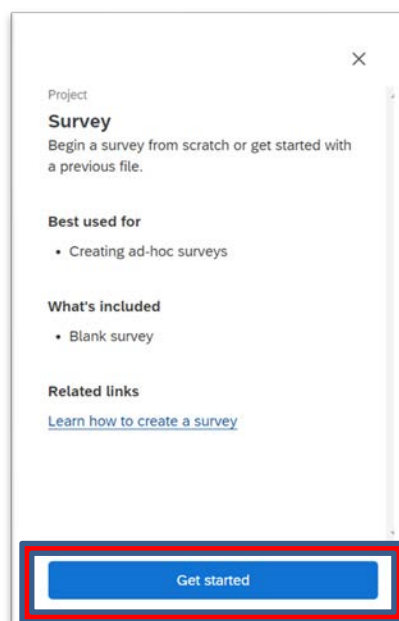 Project
Survey
Begin a survey from scratch or get started with
a previous file.
Best used for
• Creating ad-hoc surveys
What's included
• Blank survey
Related links
Learn how to create a survey
Get started